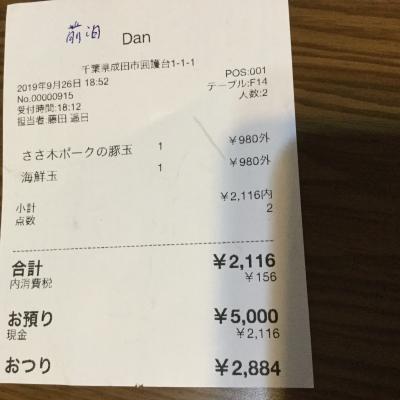 前泊
Dan
千葉県成田市囲護台1-1-1
2019年9月26日 18:52 POS:001
No.00000915 テーブル:F14
受付時間:18:12 人数:2
担当者:藤田
ささ木ポークの豚玉 1 ¥980外
海鮮玉 1 ¥980外
小計 ¥2,116内
点数 2
合計 ¥2,116
内消費税 ¥156
お預り ¥5,000
現金 ¥2,116
おつり ¥2,884